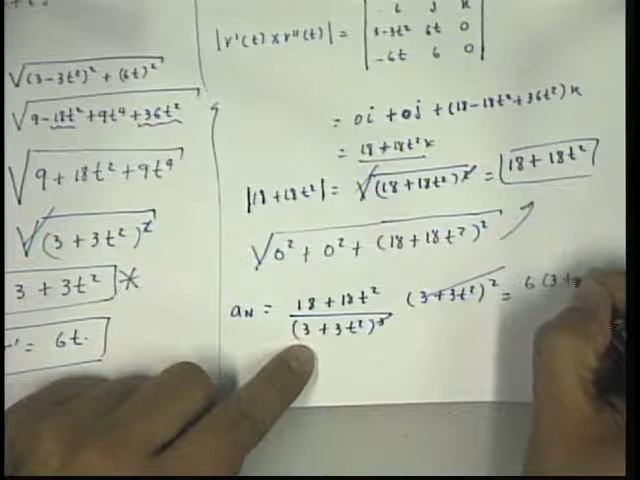 √(3-3t²)² + (6t)²
√9-18t²+9t⁴+36t²
√9+18t²+9t⁴
√(3+3t²)²
3+3t² *
' = 6t.
|r'(t) x r''(t)| = | i j k
3-3t² 6t 0
-6t 6 0 |
= 0i + 0j + (18-18t²+36t²)k
= 18+18t²k
|18+18t²| = √(18+18t²)² = 18+18t²
√0² + 0² + (18+18t²)²
aN = 18+18t² / (3+3t²)³ (3+3t²)² = 6(3+